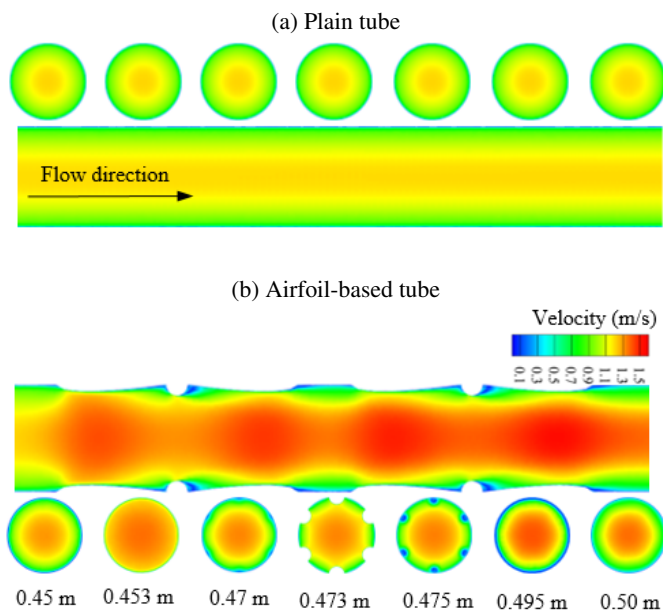 (a) Plain tube
Flow direction
(b) Airfoil-based tube
Velocity (m/s)
0.1 0.3 0.5 0.7 0.9 1.1 1.3 1.5
0.45 m 0.453 m 0.47 m 0.473 m 0.475 m 0.495 m 0.50 m